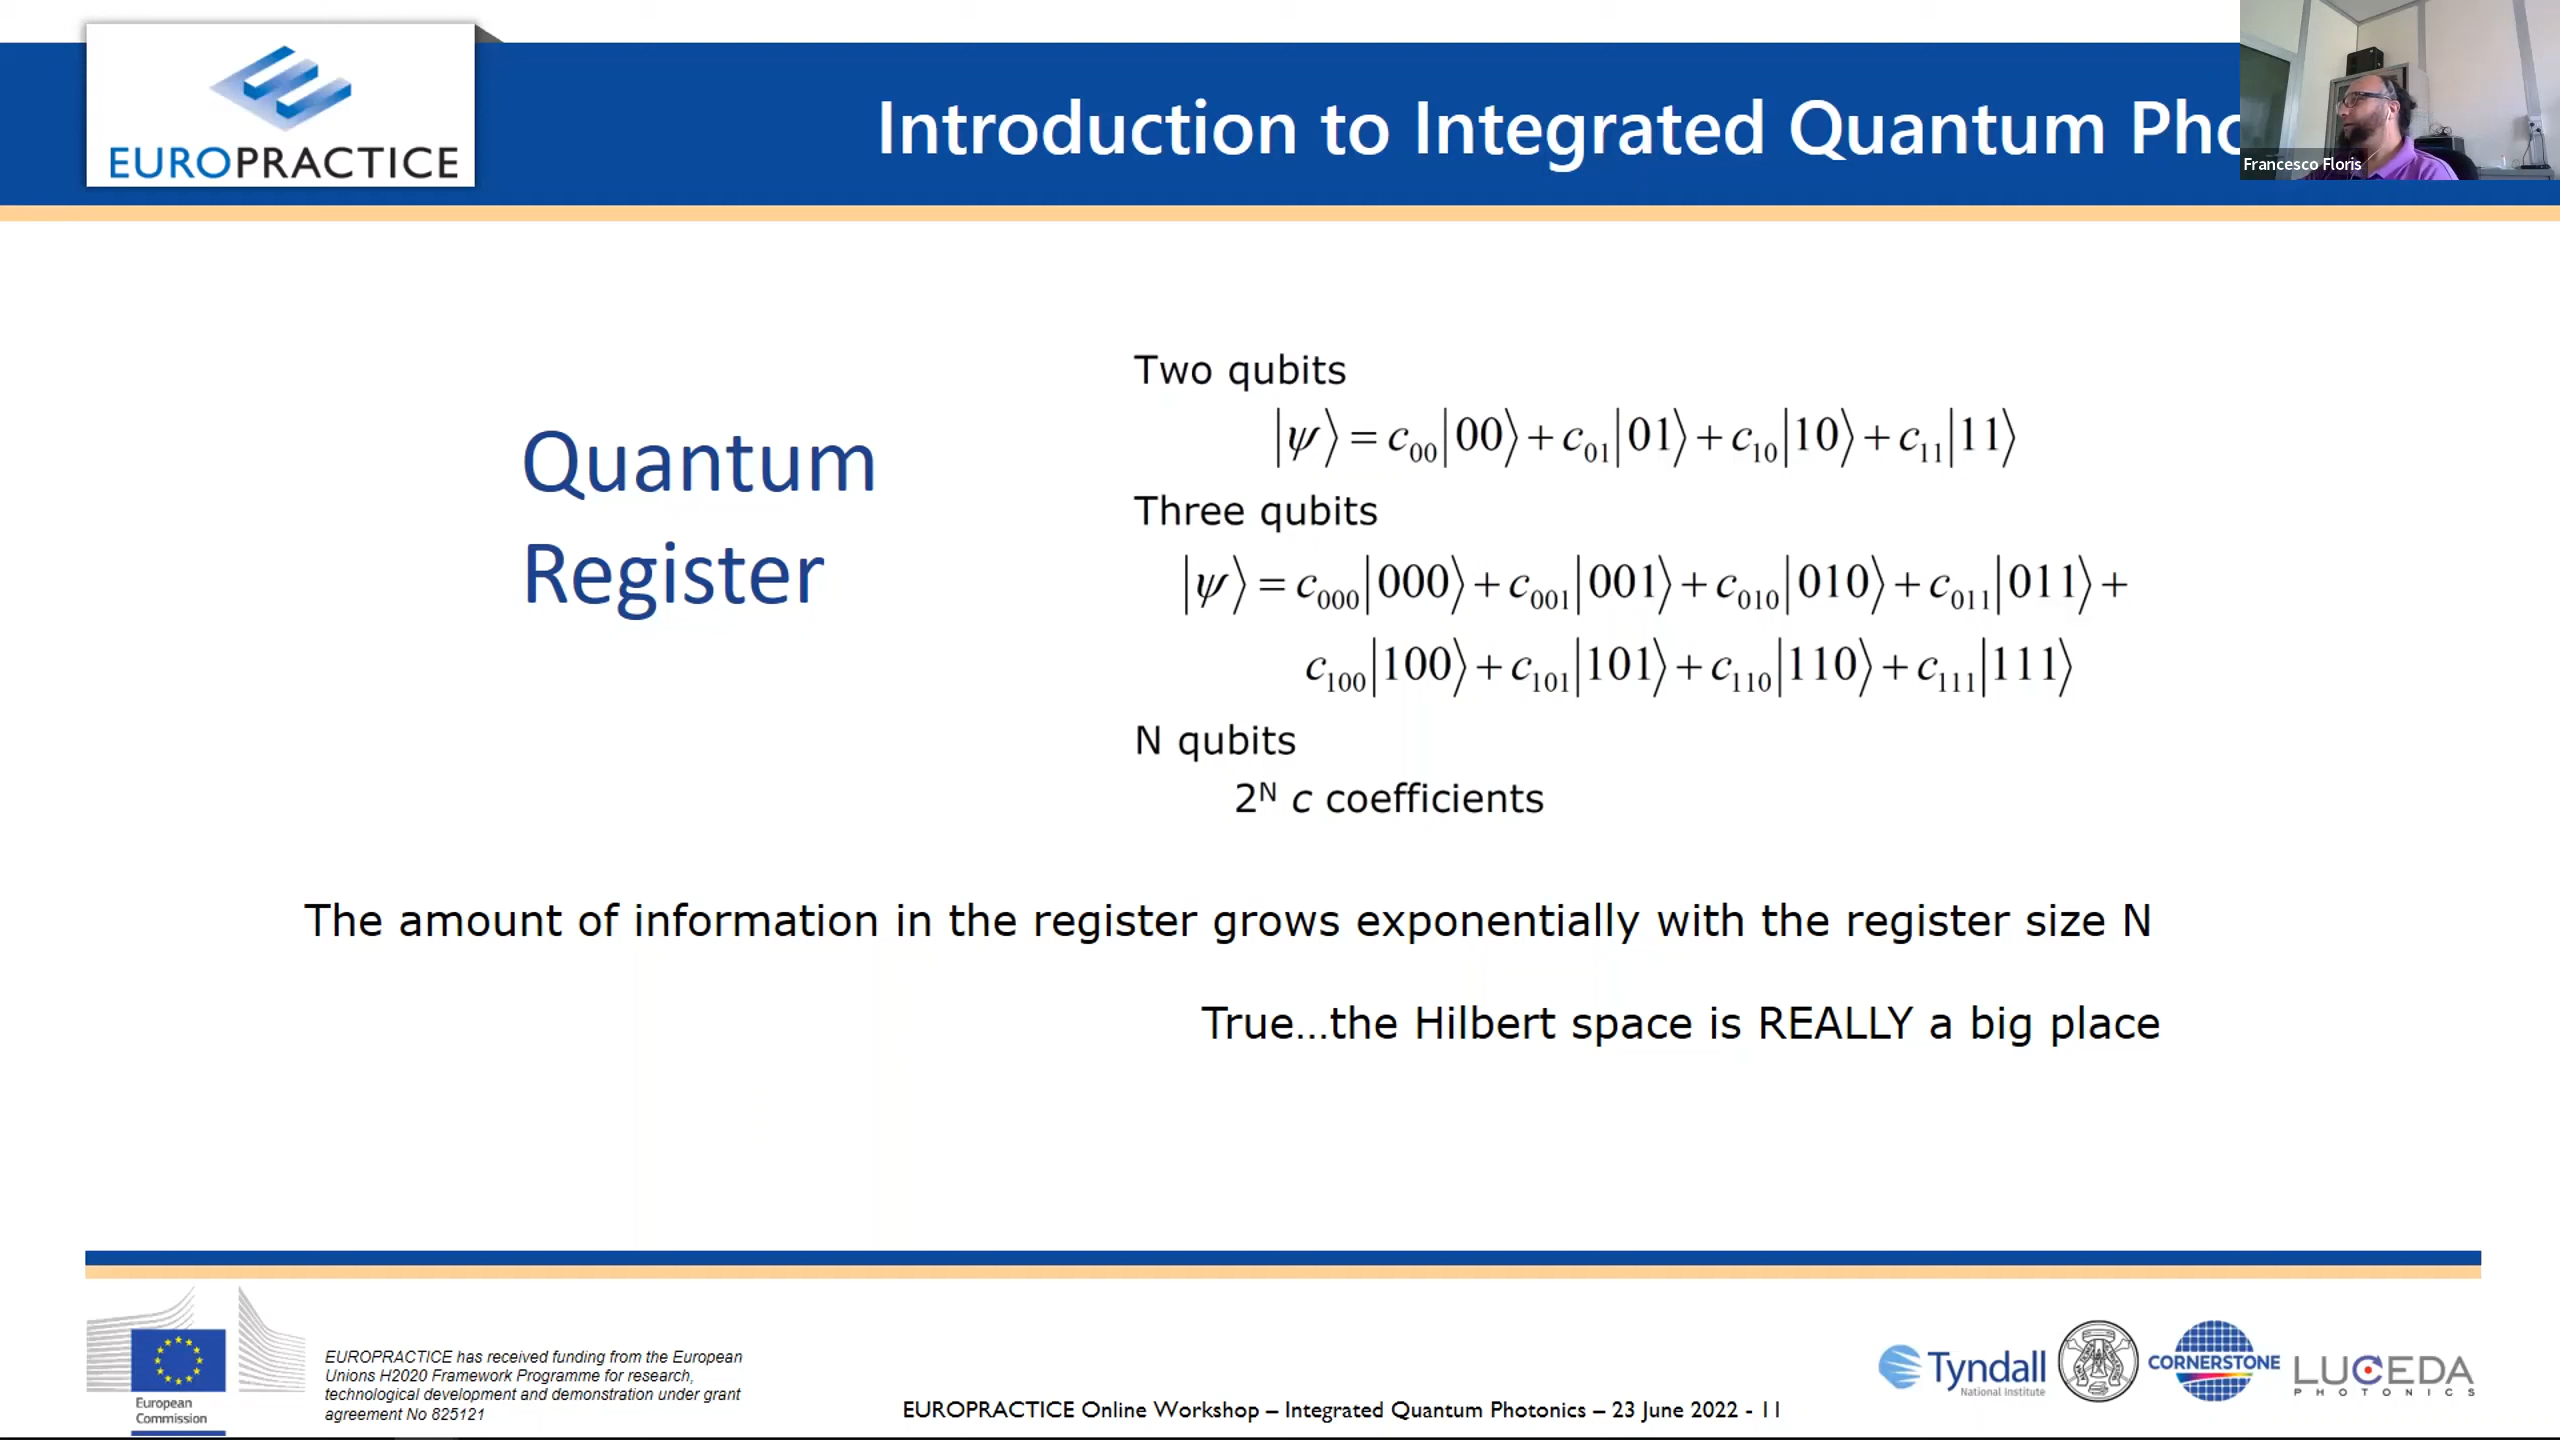 EUROPRACTICE
Introduction to Integrated Quantum Pho
Francesco Floris
Quantum
Register
Two qubits
|ψ⟩ = c₀₀|00⟩ + c₀₁|01⟩ + c₁₀|10⟩ + c₁₁|11⟩
Three qubits
|ψ⟩ = c₀₀₀|000⟩ + c₀₀₁|001⟩ + c₀₁₀|010⟩ + c₀₁₁|011⟩ +
c₁₀₀|100⟩ + c₁₀₁|101⟩ + c₁₁₀|110⟩ + c₁₁₁|111⟩
N qubits
2ᴺ c coefficients
The amount of information in the register grows exponentially with the register size N
True...the Hilbert space is REALLY a big place
European
Commission
EUROPRACTICE has received funding from the European
Unions H2020 Framework Programme for research,
technological development and demonstration under grant
agreement No 825121
EUROPRACTICE Online Workshop – Integrated Quantum Photonics – 23 June 2022 - 11
Tyndall
National Institute
CORNERSTONE
LUCEDA
PHOTONICS